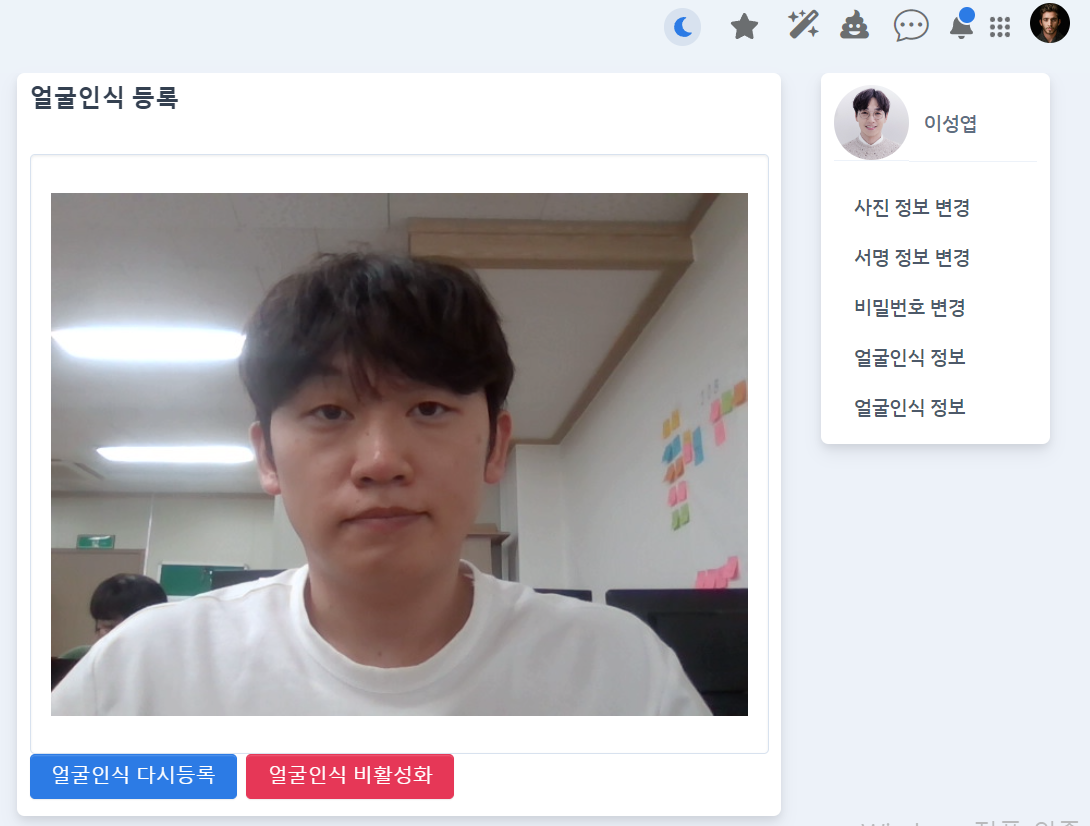 얼굴인식 등록
이성엽
사진 정보 변경
서명 정보 변경
비밀번호 변경
얼굴인식 정보
얼굴인식 정보
얼굴인식 다시등록
얼굴인식 비활성화